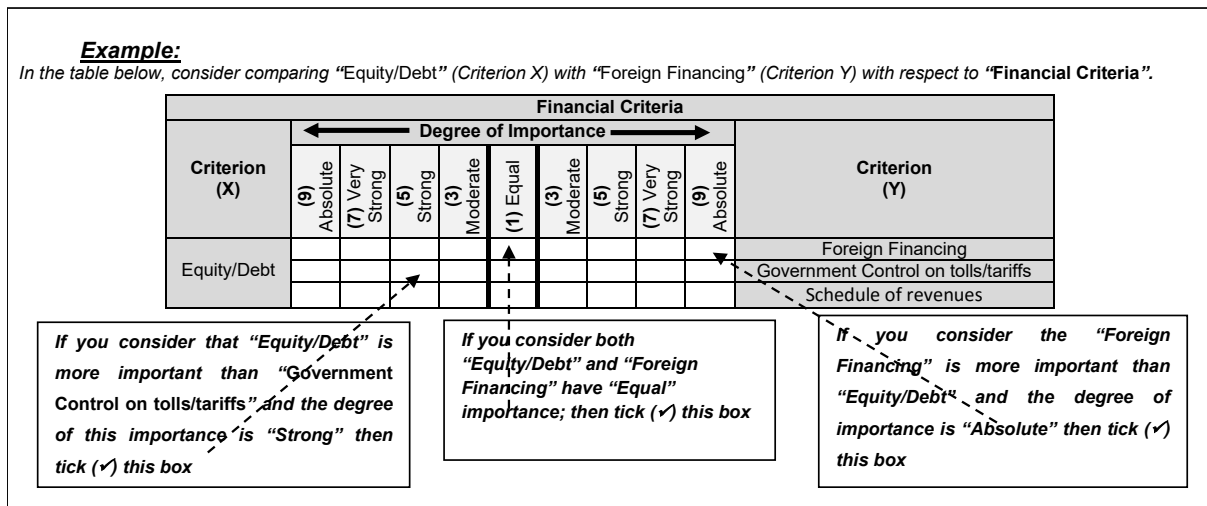 Example:
In the table below, consider comparing “Equity/Debt” (Criterion X) with “Foreign Financing” (Criterion Y) with respect to “Financial Criteria”.
Financial Criteria
Criterion
(X)
Degree of Importance
Criterion
(Y)
(9)
Absolute
(7) Very
Strong
(5)
Strong
(3)
Moderate
(1) Equal
(3)
Moderate
(5)
Strong
(7) Very
Strong
(9)
Absolute
Equity/Debt
Foreign Financing
Government Control on tolls/tariffs
Schedule of revenues
If you consider that “Equity/Debt” is
more important than “Government
Control on tolls/tariffs” and the degree
of this importance is “Strong” then
tick (✓) this box
If you consider both
“Equity/Debt” and “Foreign
Financing” have “Equal”
importance; then tick (✓) this box
If you consider the “Foreign
Financing” is more important than
“Equity/Debt” and the degree of
importance is “Absolute” then tick (✓)
this box